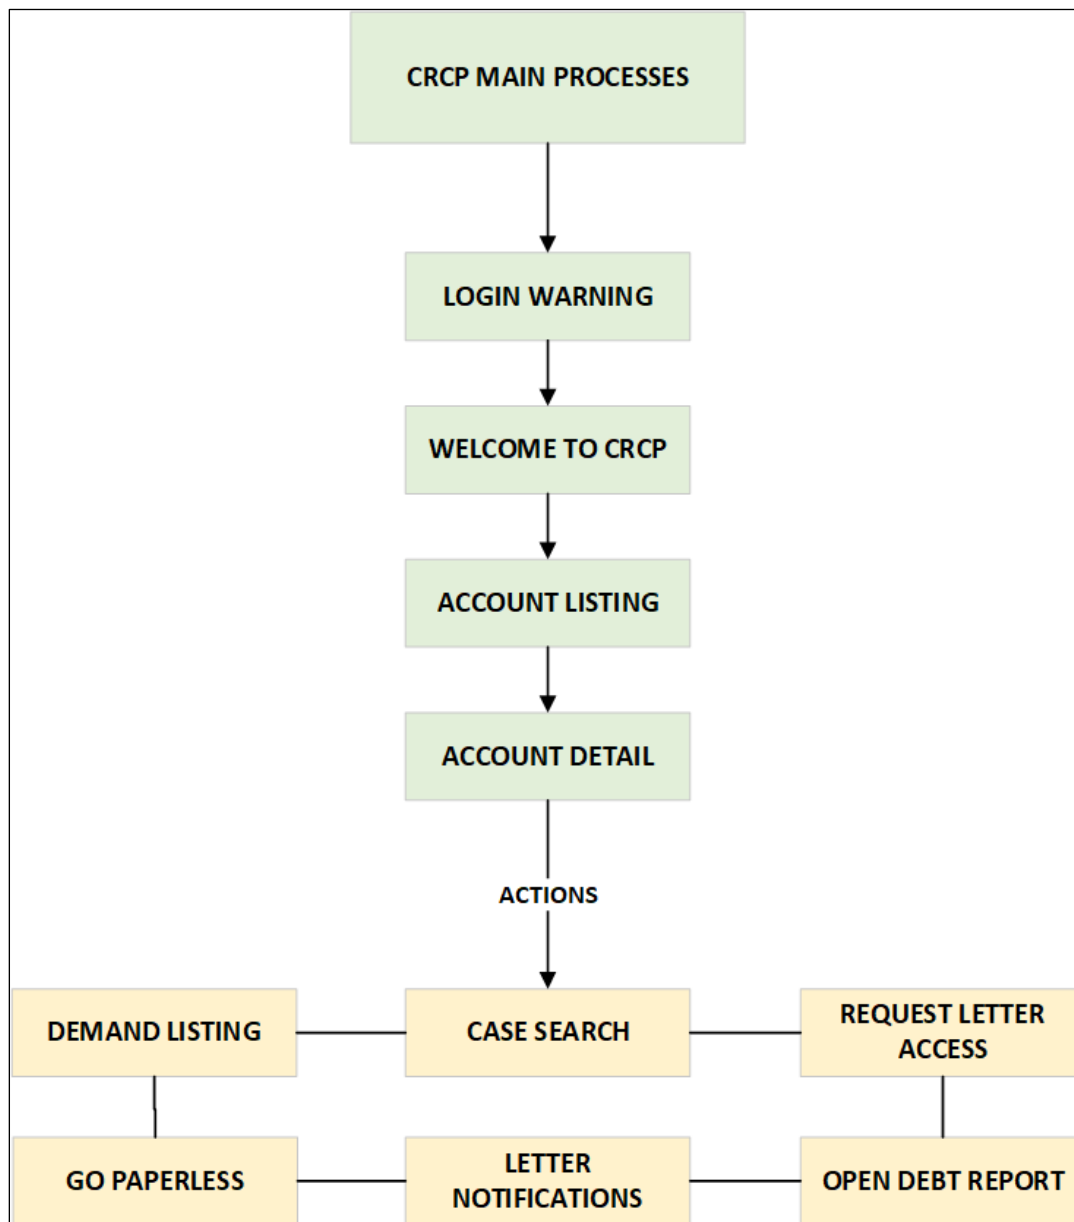 CRCP MAIN PROCESSES
LOGIN WARNING
WELCOME TO CRCP
ACCOUNT LISTING
ACCOUNT DETAIL
ACTIONS
DEMAND LISTING
CASE SEARCH
REQUEST LETTER
ACCESS
GO PAPERLESS
LETTER
NOTIFICATIONS
OPEN DEBT REPORT